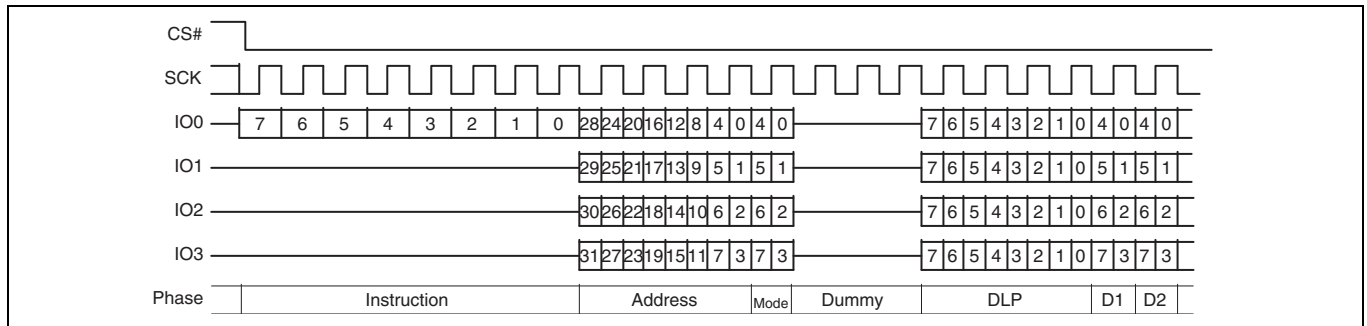 CS#
SCK
IO0 7 6 5 4 3 2 1 0 28 24 20 16 12 8 4 0 4 0 7 6 5 4 3 2 1 0 4 0 4 0
IO1 29 25 21 17 13 9 5 1 5 1 7 6 5 4 3 2 1 0 5 1 5 1
IO2 30 26 22 18 14 10 6 2 6 2 7 6 5 4 3 2 1 0 6 2 6 2
IO3 31 27 23 19 15 11 7 3 7 3 7 6 5 4 3 2 1 0 7 3 7 3
Phase Instruction Address Mode Dummy DLP D1 D2